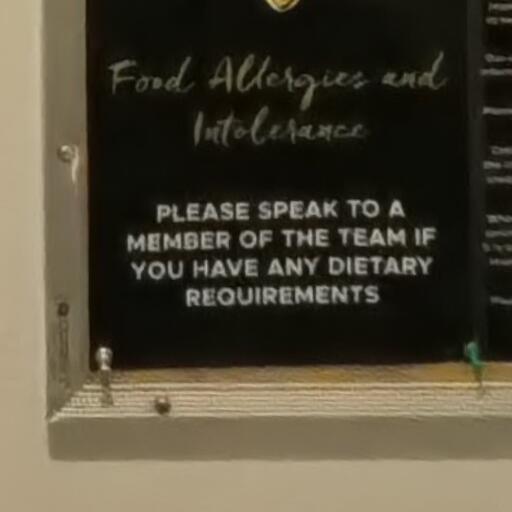 Food Allergies and
Intolerance
PLEASE SPEAK TO A
MEMBER OF THE TEAM IF
YOU HAVE ANY DIETARY
REQUIREMENTS